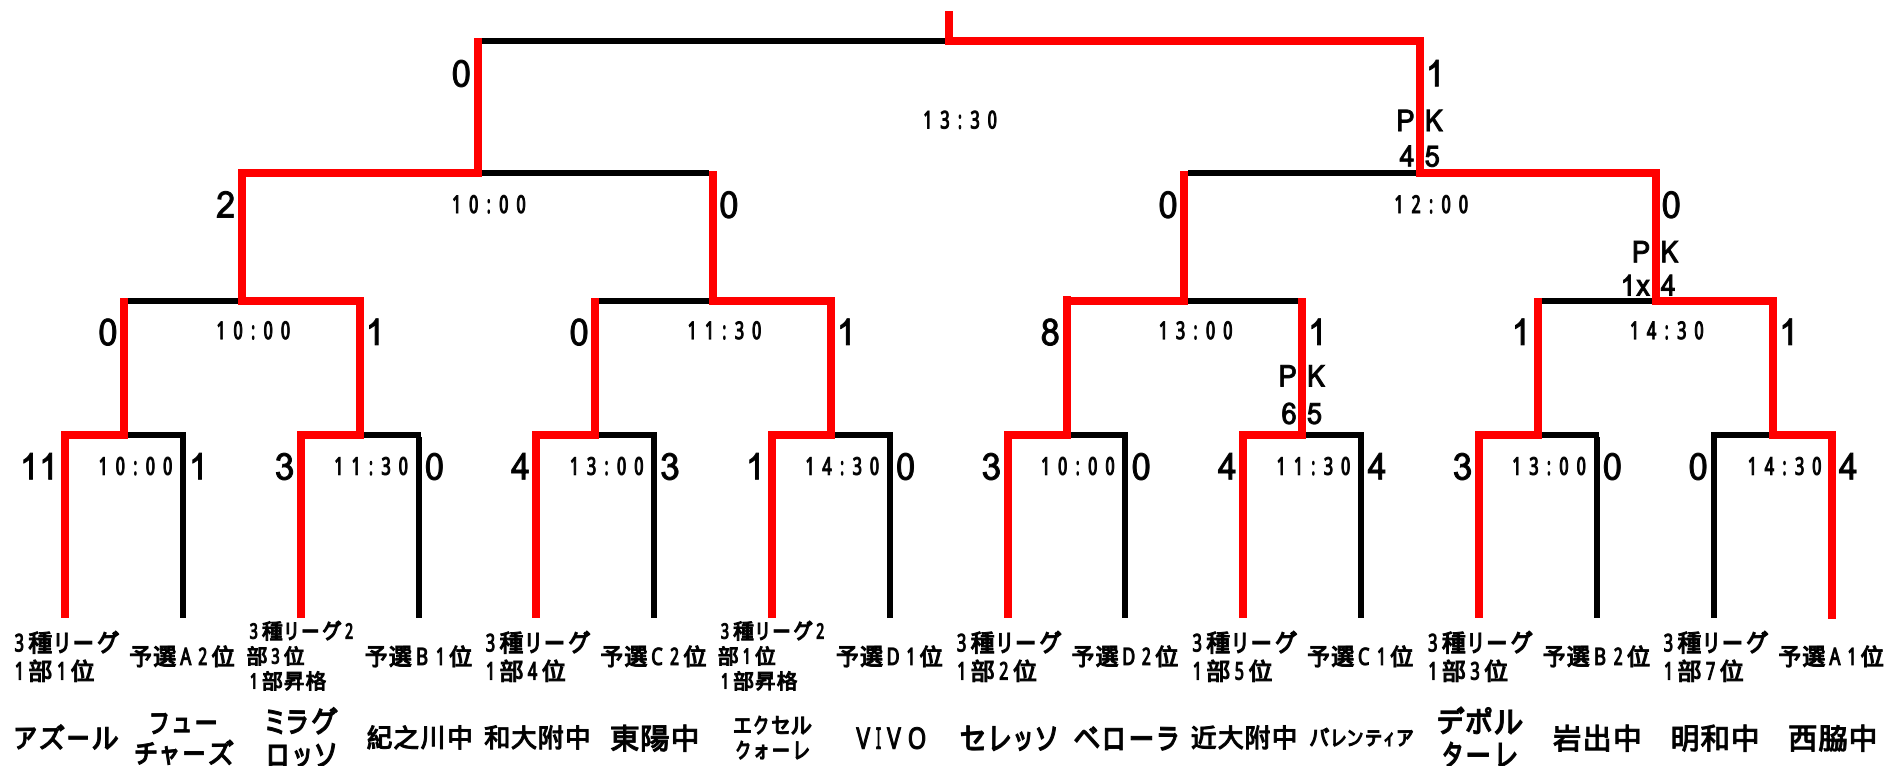 0 1
13:30
P K
4 5
2 10:00 0 0 12:00 0
P K
1x 4
0 10:00 1 0 11:30 1 8 13:00 1 1 14:30 1
P K
6 5
11 10:00 1 3 11:30 0 4 13:00 3 1 14:30 0 3 10:00 0 4 11:30 4 3 13:00 0 0 14:30 4
3種リーグ
1部1位
予選A2位
3種リーグ2
部3位
1部昇格
予選B1位
3種リーグ
1部4位
予選C2位
3種リーグ2
部1位
1部昇格
予選D1位
3種リーグ
1部2位
予選D2位
3種リーグ
1部5位
予選C1位
3種リーグ
1部3位
予選B2位
3種リーグ
1部7位
予選A1位
アズール
フュー
チャーズ
ミラグ
ロッソ
紀之川中
和大附中
東陽中
エクセル
クォーレ
VIVO
セレッソ
ベローラ
近大附中
バレンティア
デポル
ターレ
岩出中
明和中
西脇中